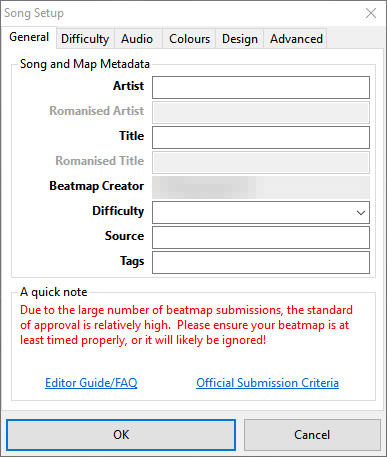 Song Setup
General Difficulty Audio Colours Design Advanced
Song and Map Metadata
Artist
Romanised Artist
Title
Romanised Title
Beatmap Creator
Difficulty
Source
Tags
A quick note
Due to the large number of beatmap submissions, the standard
of approval is relatively high.  Please ensure your beatmap is at
least timed properly, or it will likely be ignored!
Editor Guide/FAQ Official Submission Criteria
OK Cancel